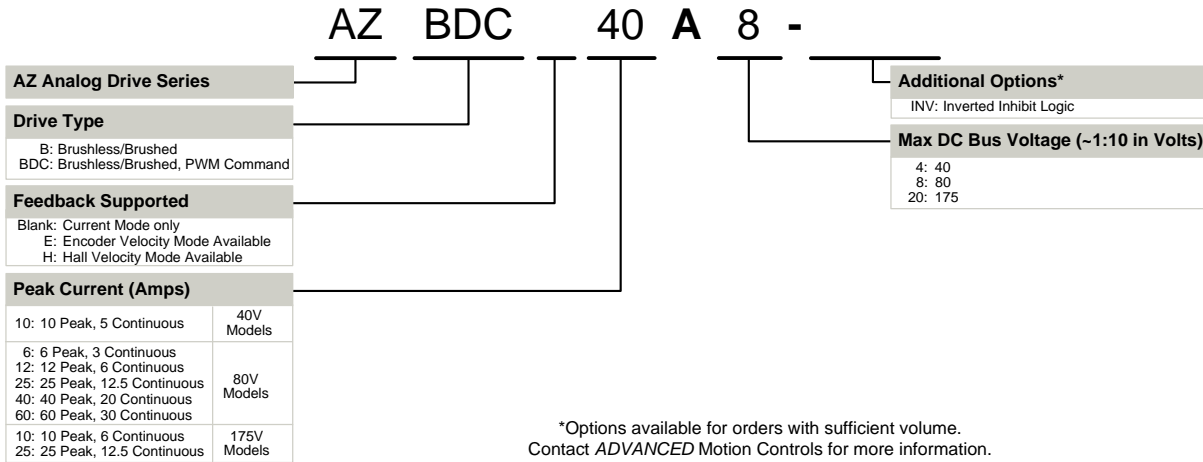 AZ BDC 40 A 8 -
AZ Analog Drive Series
Drive Type
B: Brushless/Brushed
BDC: Brushless/Brushed, PWM Command
Feedback Supported
Blank: Current Mode only
E: Encoder Velocity Mode Available
H: Hall Velocity Mode Available
Peak Current (Amps)
10: 10 Peak, 5 Continuous
40V
Models
6: 6 Peak, 3 Continuous
12: 12 Peak, 6 Continuous
25: 25 Peak, 12.5 Continuous
40: 40 Peak, 20 Continuous
60: 60 Peak, 30 Continuous
80V
Models
10: 10 Peak, 6 Continuous
25: 25 Peak, 12.5 Continuous
175V
Models
Additional Options*
INV: Inverted Inhibit Logic
Max DC Bus Voltage (~1:10 in Volts)
4: 40
8: 80
20: 175
*Options available for orders with sufficient volume.
Contact ADVANCED Motion Controls for more information.